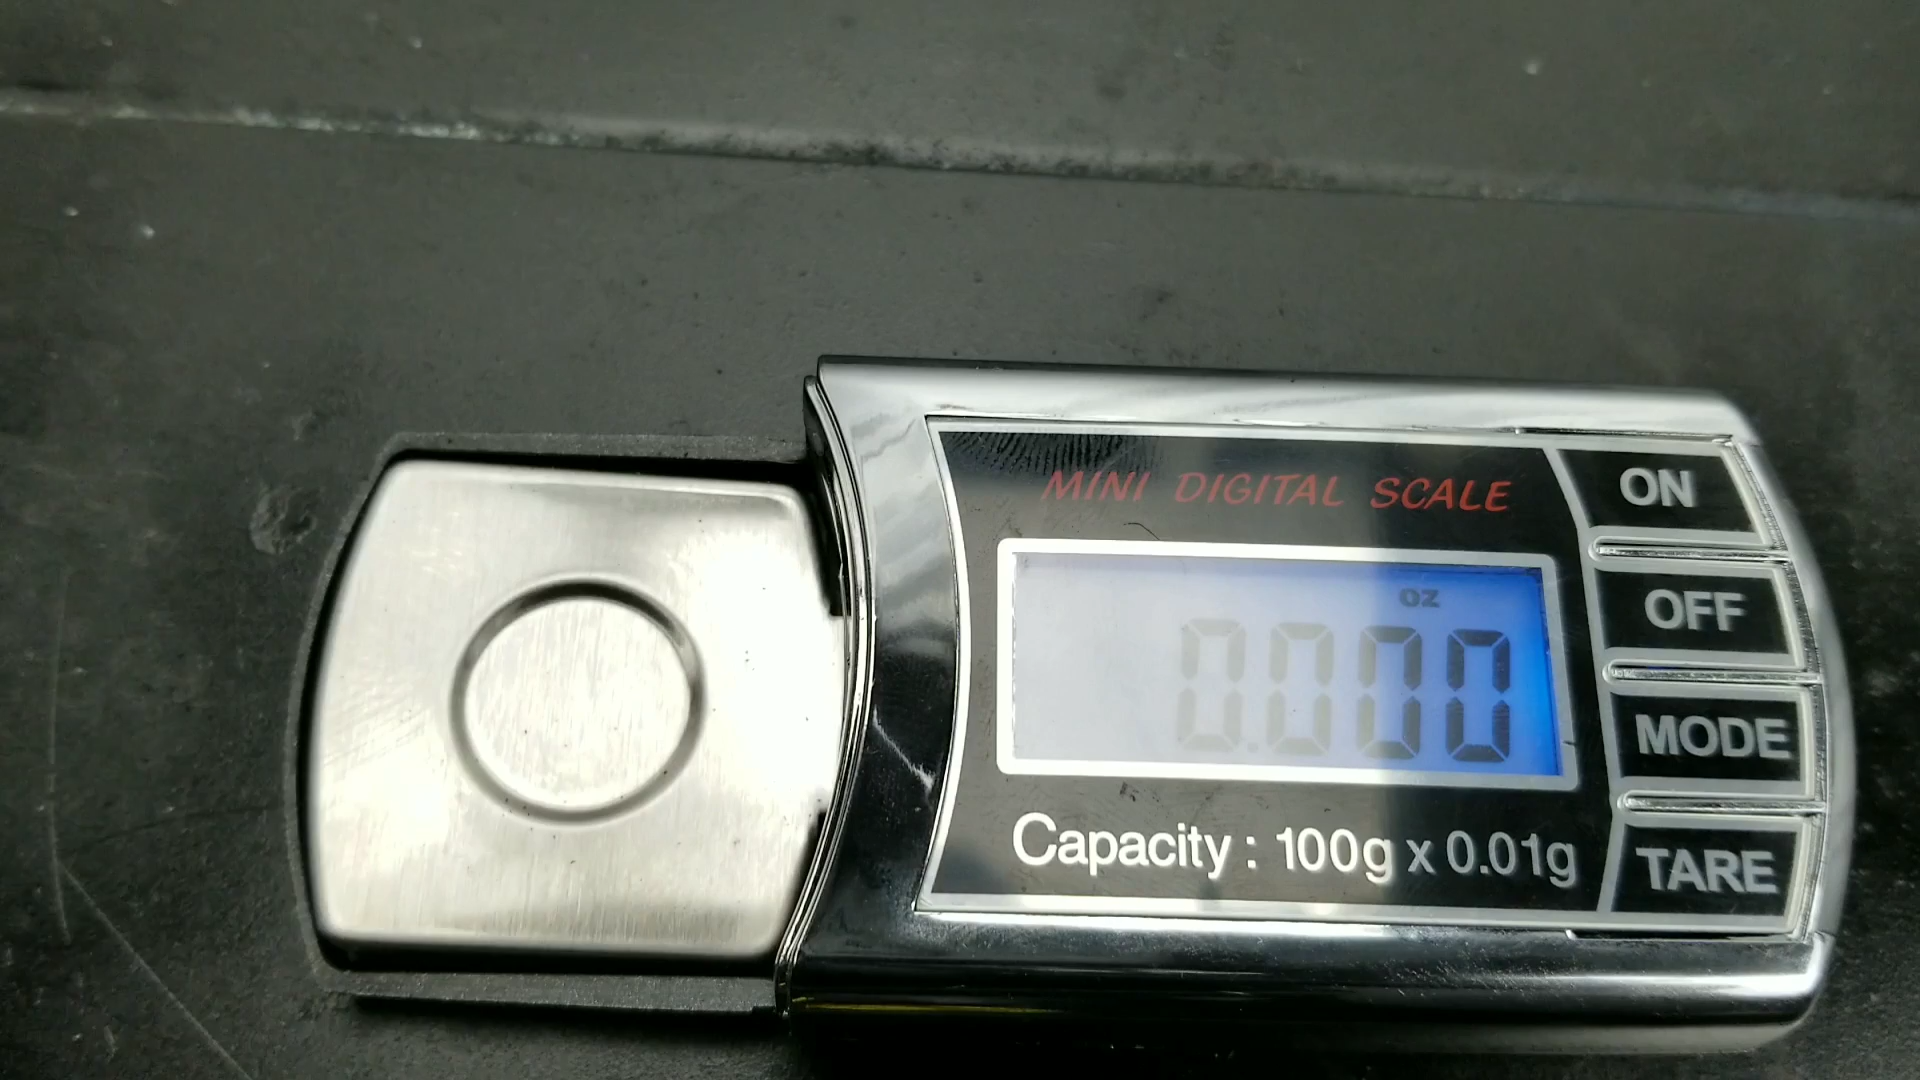 MINI DIGITAL SCALE
oz
0.000
Capacity : 100g x 0.01g
ON
OFF
MODE
TARE